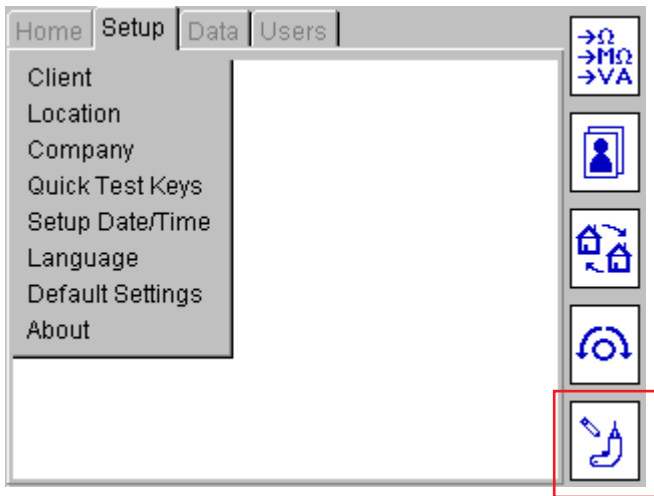 Home Setup Data Users
Client
Location
Company
Quick Test Keys
Setup Date/Time
Language
Default Settings
About
→Ω
→MΩ
→VA